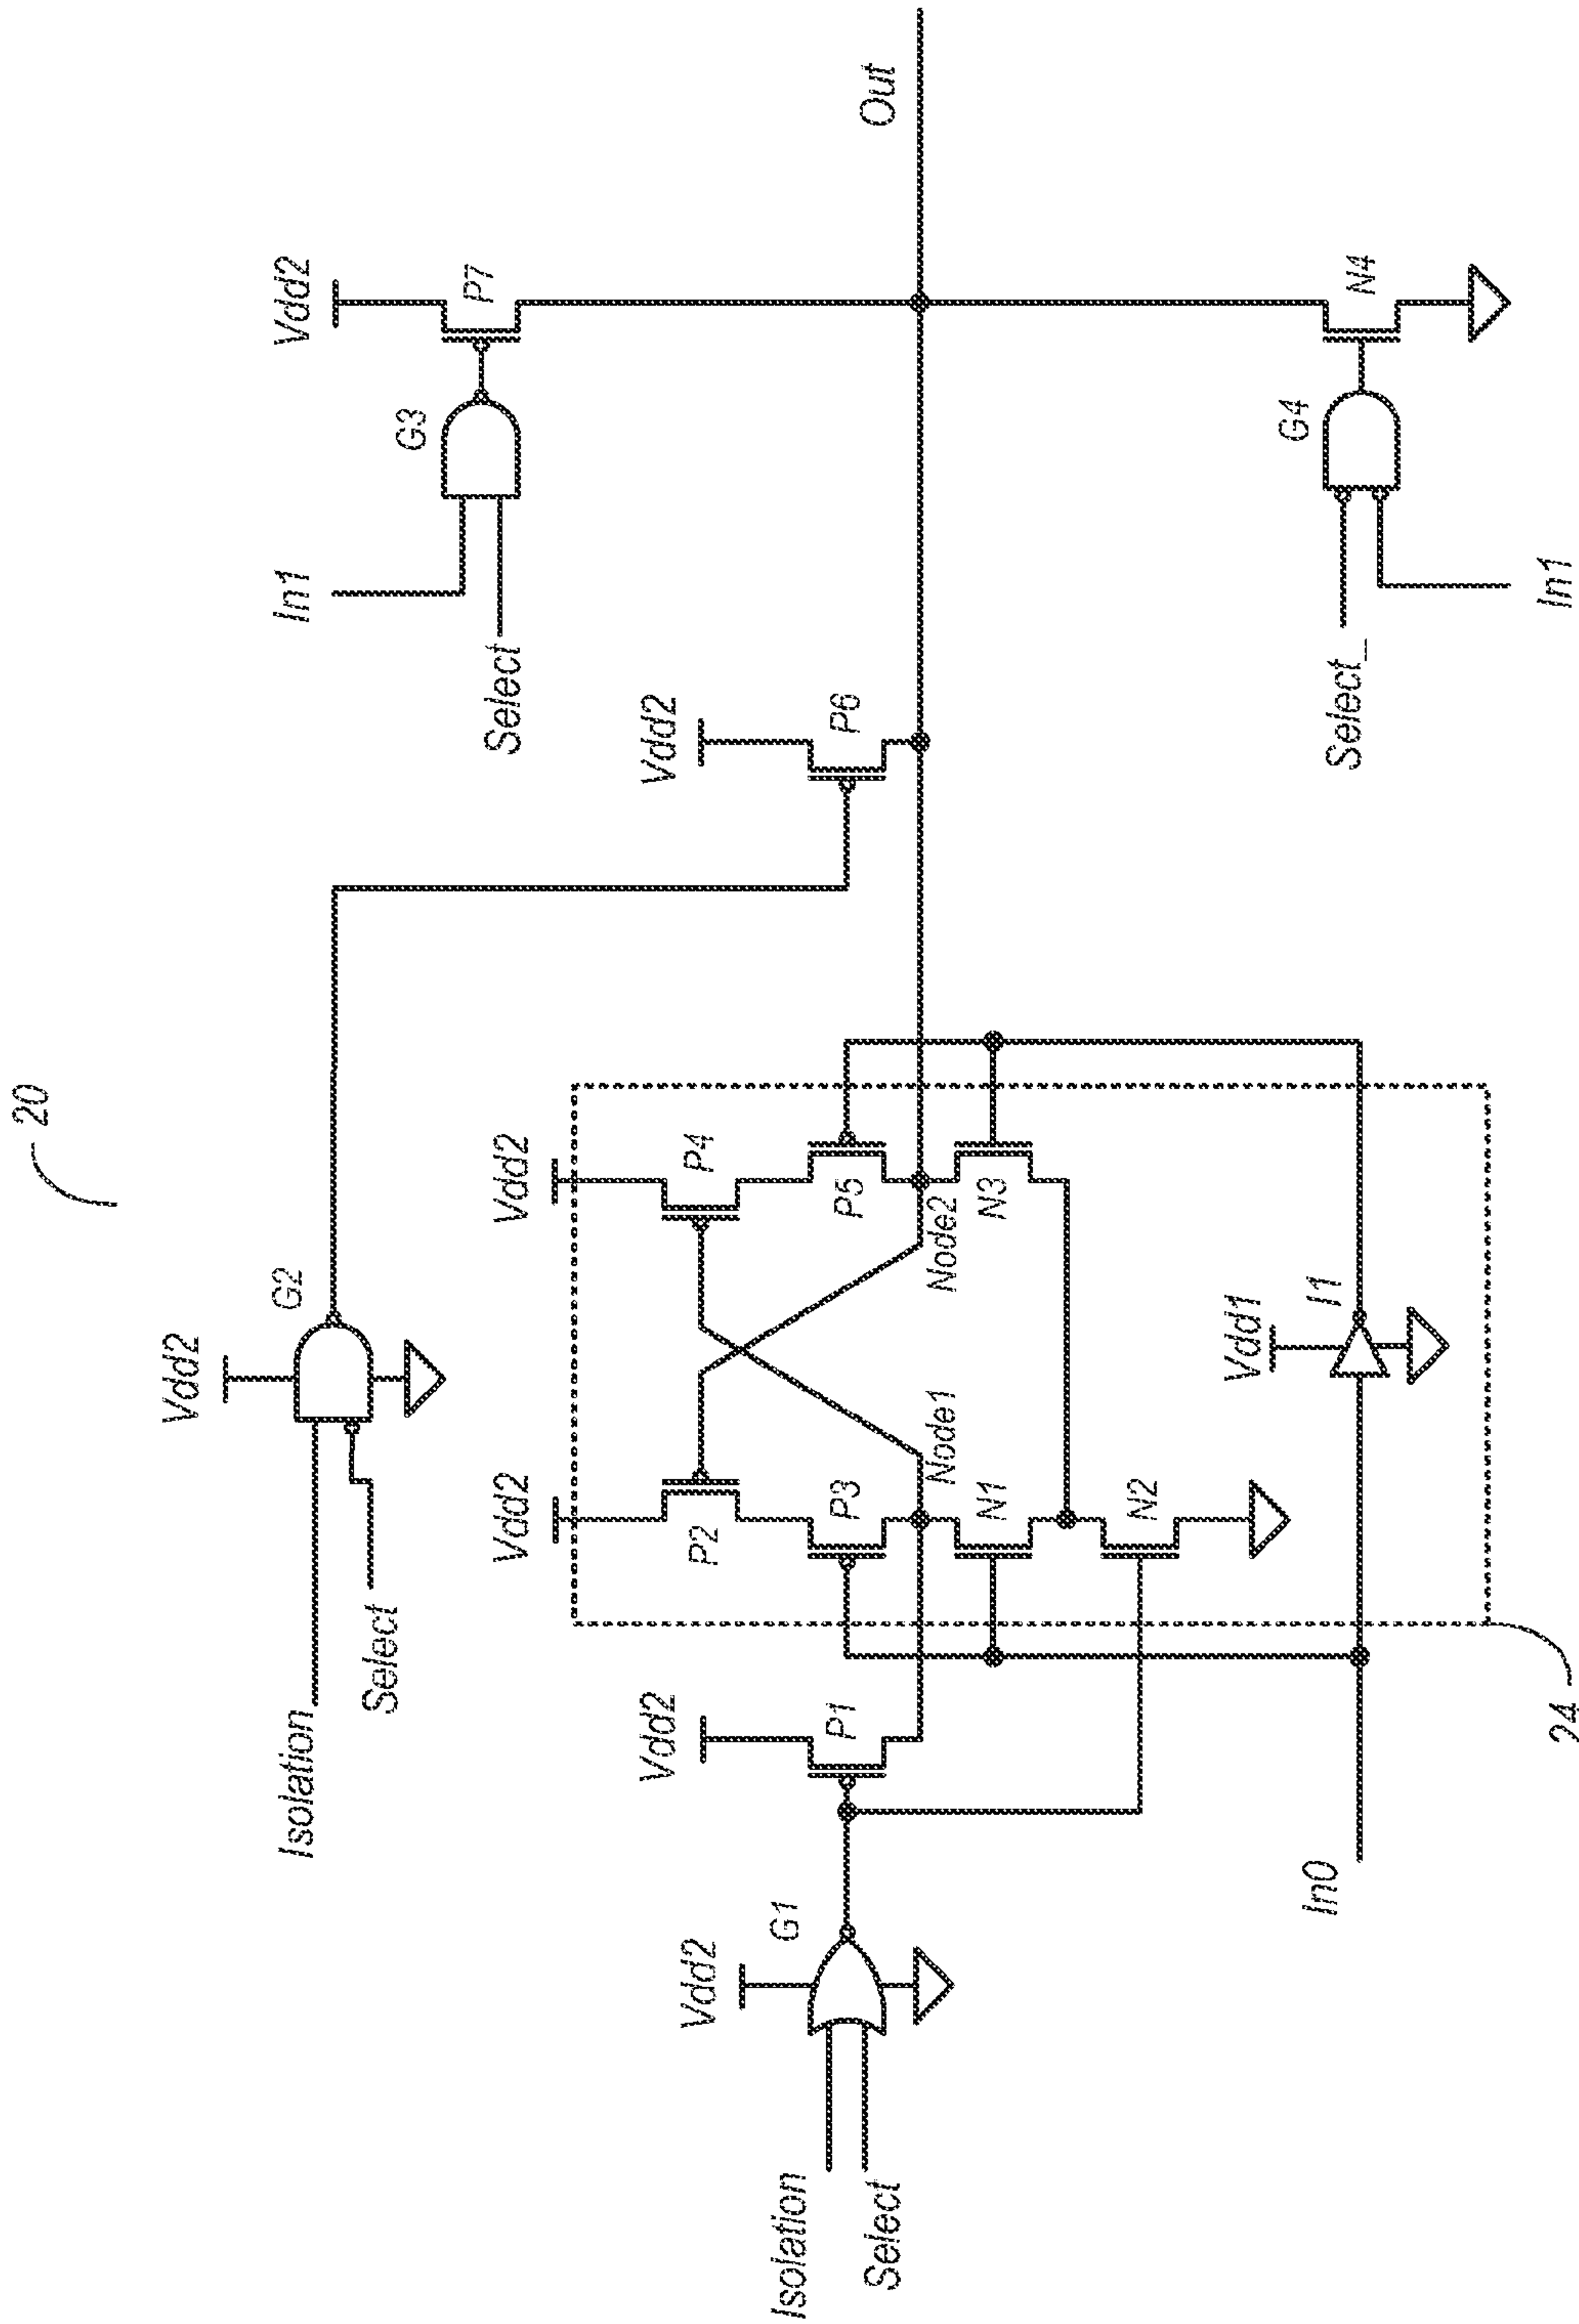 20
Vdd2
G2
Isolation
Select
Vdd2
P7
G3
In1
Select
Vdd2
P6
Out
Vdd2
Vdd2
P4
P2
P5
P3
Node2
Node1
N3
N1
N2
Vdd2
P1
Vdd2
G1
Isolation
Select
Vdd1
I1
In0
24
G4
N4
Select_
In1